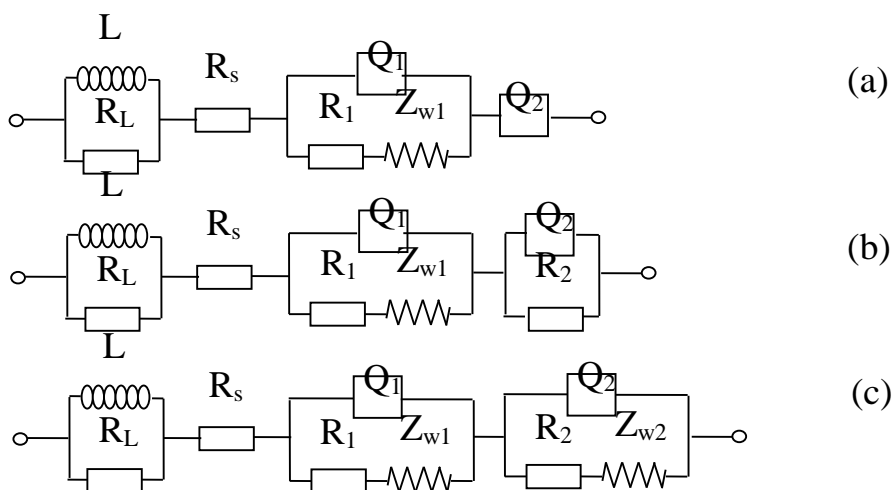 L
R_s Q_1 (a)
R_L R_1 Z_w1 Q_2
L
R_s Q_1 Q_2 (b)
R_L R_1 Z_w1 R_2
L
R_s Q_1 Q_2 (c)
R_L R_1 Z_w1 R_2 Z_w2